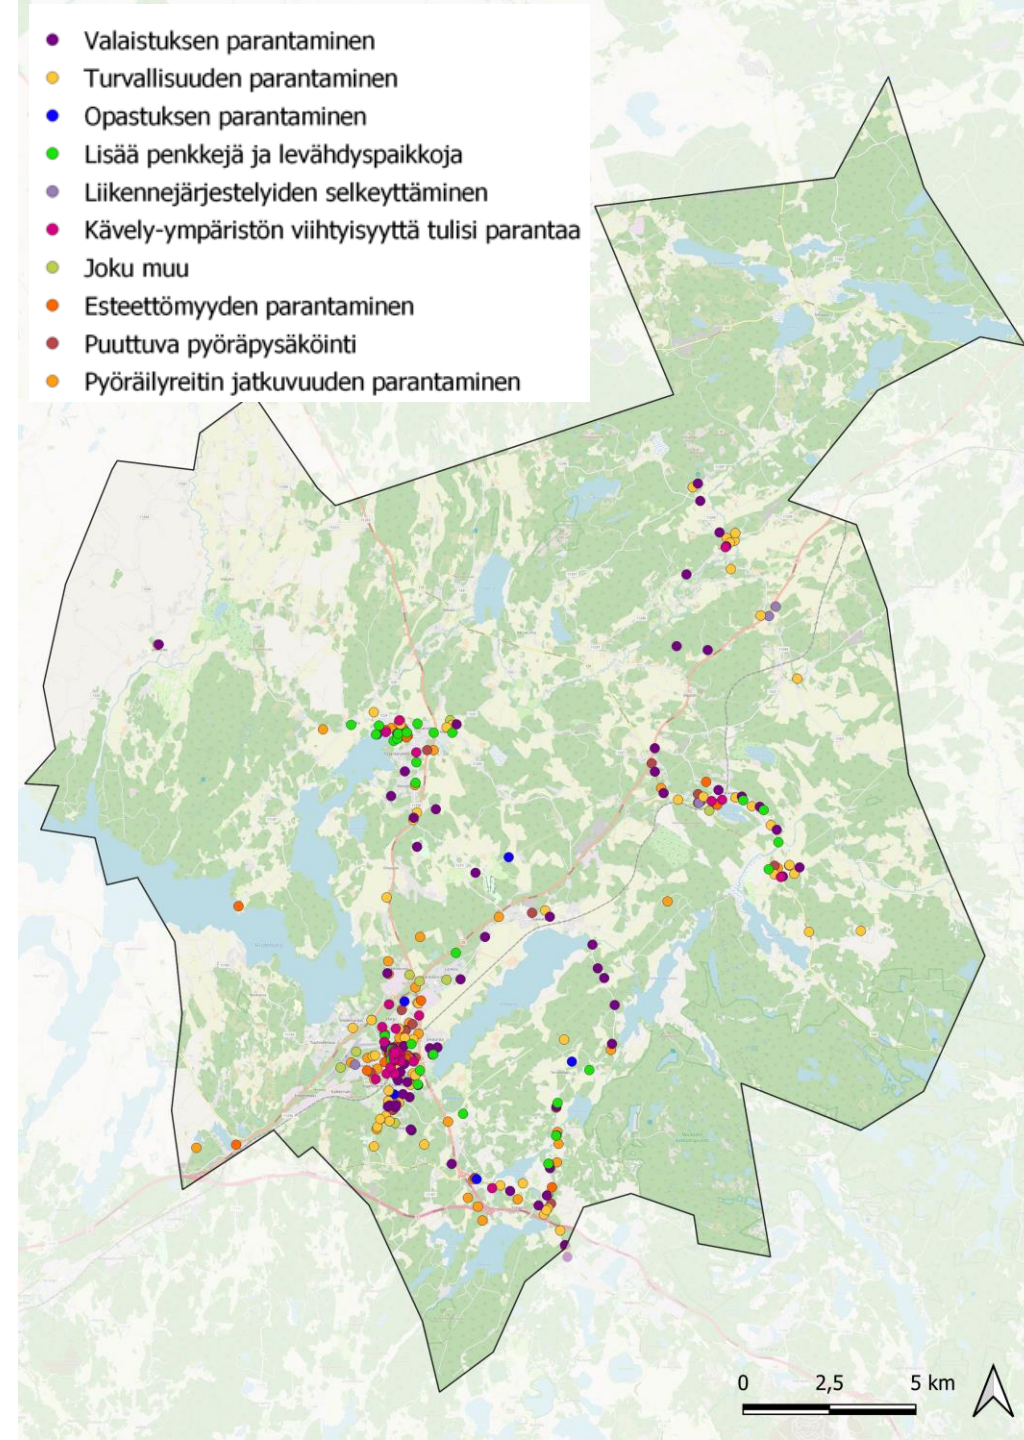 Valaistuksen parantaminen
Turvallisuuden parantaminen
Opastuksen parantaminen
Lisää penkkejä ja levähdyspaikkoja
Liikennejärjestelyiden selkeyttäminen
Kävely-ympäristön viihtyisyyttä tulisi parantaa
Joku muu
Esteettömyyden parantaminen
Puuttuva pyöräpysäköinti
Pyöräilyreitin jatkuvuuden parantaminen
0 2,5 5 km